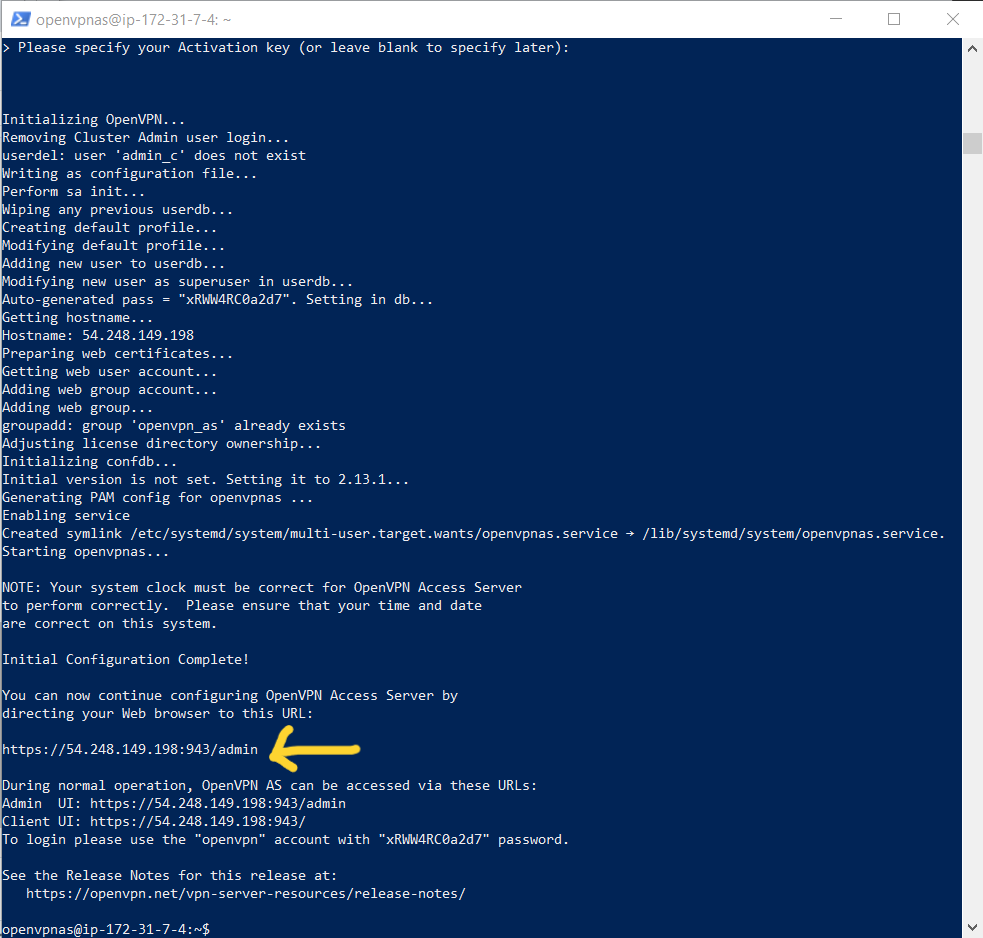 openvpnas@ip-172-31-7-4: ~
> Please specify your Activation key (or leave blank to specify later):
Initializing OpenVPN...
Removing Cluster Admin user login...
userdel: user 'admin_c' does not exist
Writing as configuration file...
Perform sa init...
Wiping any previous userdb...
Creating default profile...
Modifying default profile...
Adding new user to userdb...
Modifying new user as superuser in userdb...
Auto-generated pass = "xRWW4RC0a2d7". Setting in db...
Getting hostname...
Hostname: 54.248.149.198
Preparing web certificates...
Getting web user account...
Adding web group account...
Adding web group...
groupadd: group 'openvpn_as' already exists
Adjusting license directory ownership...
Initializing confdb...
Initial version is not set. Setting it to 2.13.1...
Generating PAM config for openvpnas ...
Enabling service
Created symlink /etc/systemd/system/multi-user.target.wants/openvpnas.service → /lib/systemd/system/openvpnas.service.
Starting openvpnas...
NOTE: Your system clock must be correct for OpenVPN Access Server
to perform correctly.  Please ensure that your time and date
are correct on this system.
Initial Configuration Complete!
You can now continue configuring OpenVPN Access Server by
directing your Web browser to this URL:
https://54.248.149.198:943/admin
During normal operation, OpenVPN AS can be accessed via these URLs:
Admin  UI: https://54.248.149.198:943/admin
Client UI: https://54.248.149.198:943/
To login please use the "openvpn" account with "xRWW4RC0a2d7" password.
See the Release Notes for this release at:
   https://openvpn.net/vpn-server-resources/release-notes/
openvpnas@ip-172-31-7-4:~$